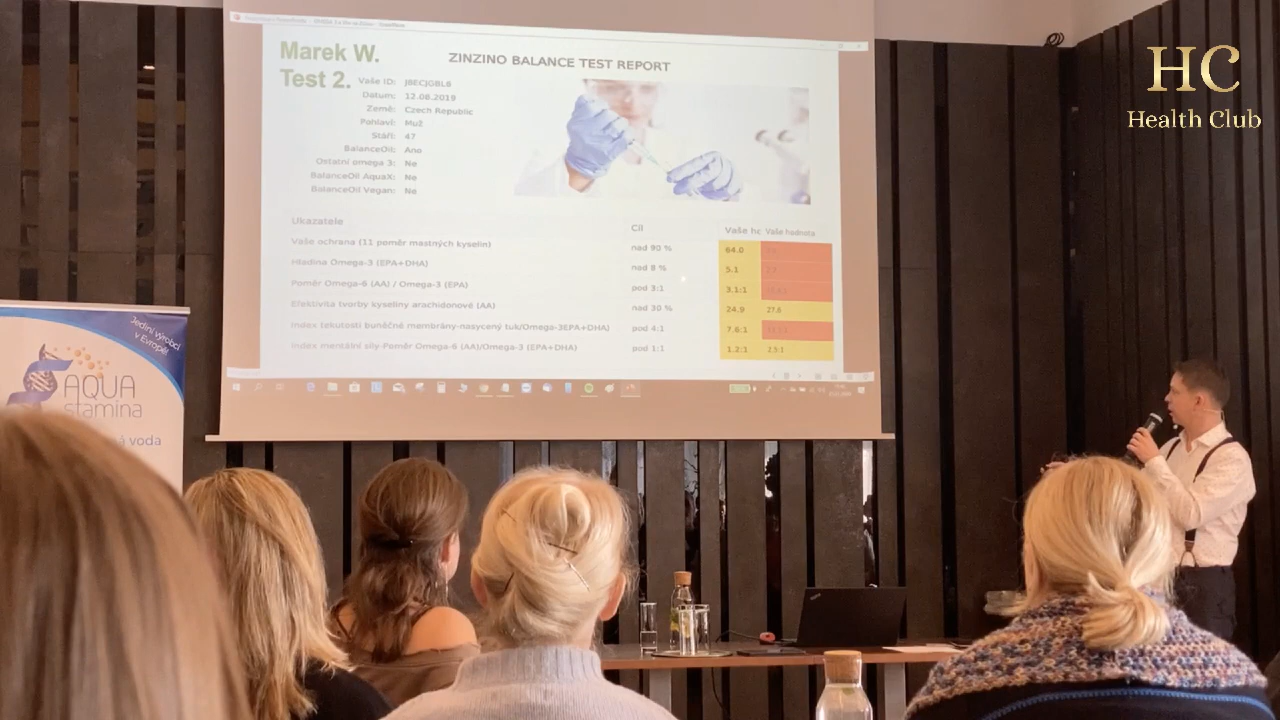 Marek W.
Test 2.
ZINZINO BALANCE TEST REPORT
Vaše ID: JBECJGBL8
Datum: 12.08.2019
Země: Czech Republic
Pohlaví: Muž
Stáří: 47
BalanceOil: Ano
Ostatní omega 3: Ne
BalanceOil AquaX: Ne
BalanceOil Vegan: Ne
Ukazatele Cíl Vaše hc Vaše hodnota
Vaše ochrana (11 poměr mastných kyselin) nad 90 % 64.0
Hladina Omega-3 (EPA+DHA) nad 8 % 5.1
Poměr Omega-6 (AA) / Omega-3 (EPA) pod 3:1 3.1:1
Efektivita tvorby kyseliny arachidonové (AA) nad 30 % 24.9 27.6
Index tekutosti buněčné membrány-nasycený tuk/Omega-3EPA+DHA) pod 4:1 7.6:1
Index mentální síly-Poměr Omega-6 (AA)/Omega-3 (EPA+DHA) pod 1:1 1.2:1 2.5:1
HC
Health Club
Jediní výrobci
v Evropě!
AQUA
stamina
voda